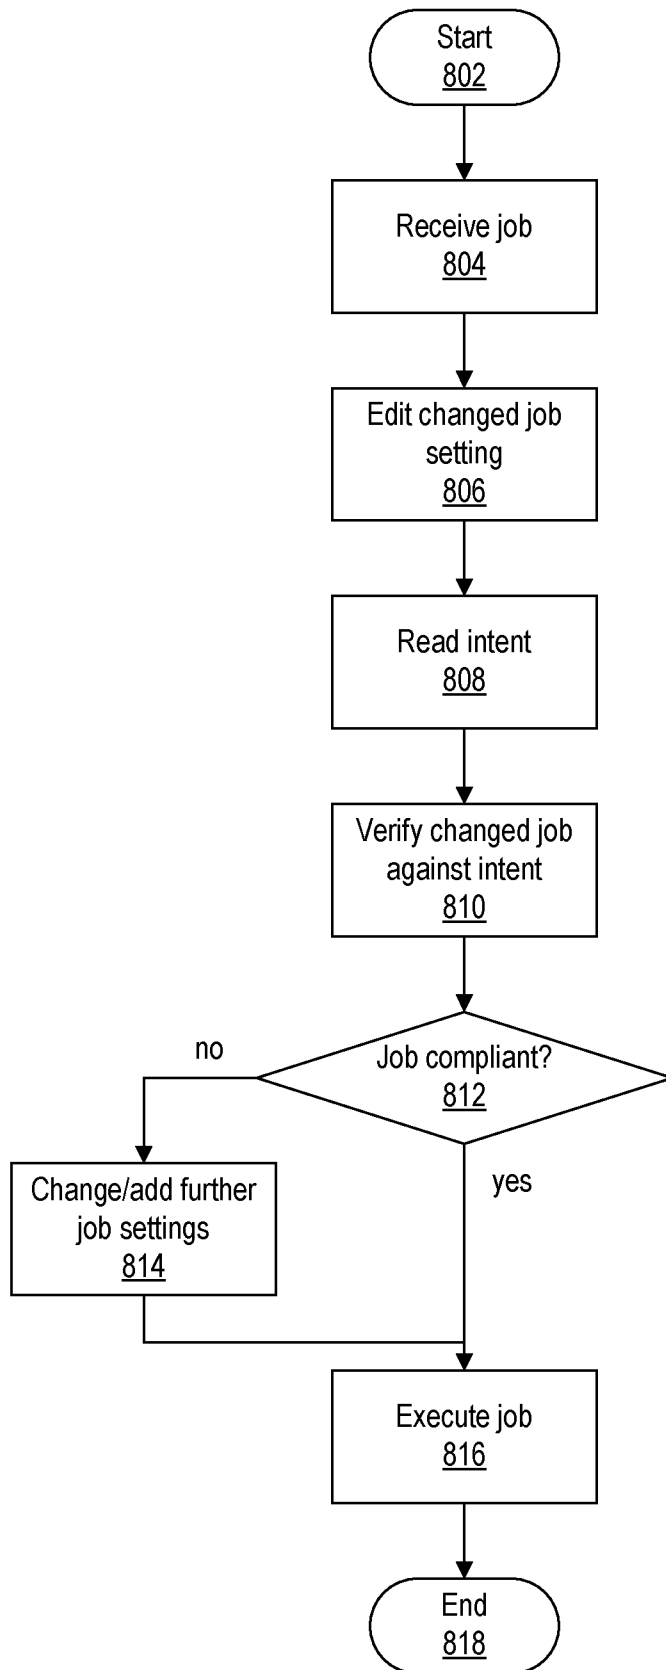 Start
802
Receive job
804
Edit changed job
setting
806
Read intent
808
Verify changed job
against intent
810
Job compliant?
812
no
yes
Change/add further
job settings
814
Execute job
816
End
818